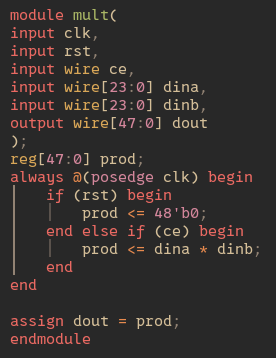 module mult(
input clk,
input rst,
input wire ce,
input wire[23:0] dina,
input wire[23:0] dinb,
output wire[47:0] dout
);
reg[47:0] prod;
always @(posedge clk) begin
    if (rst) begin
        prod <= 48'b0;
    end else if (ce) begin
        prod <= dina * dinb;
    end
end

assign dout = prod;
endmodule